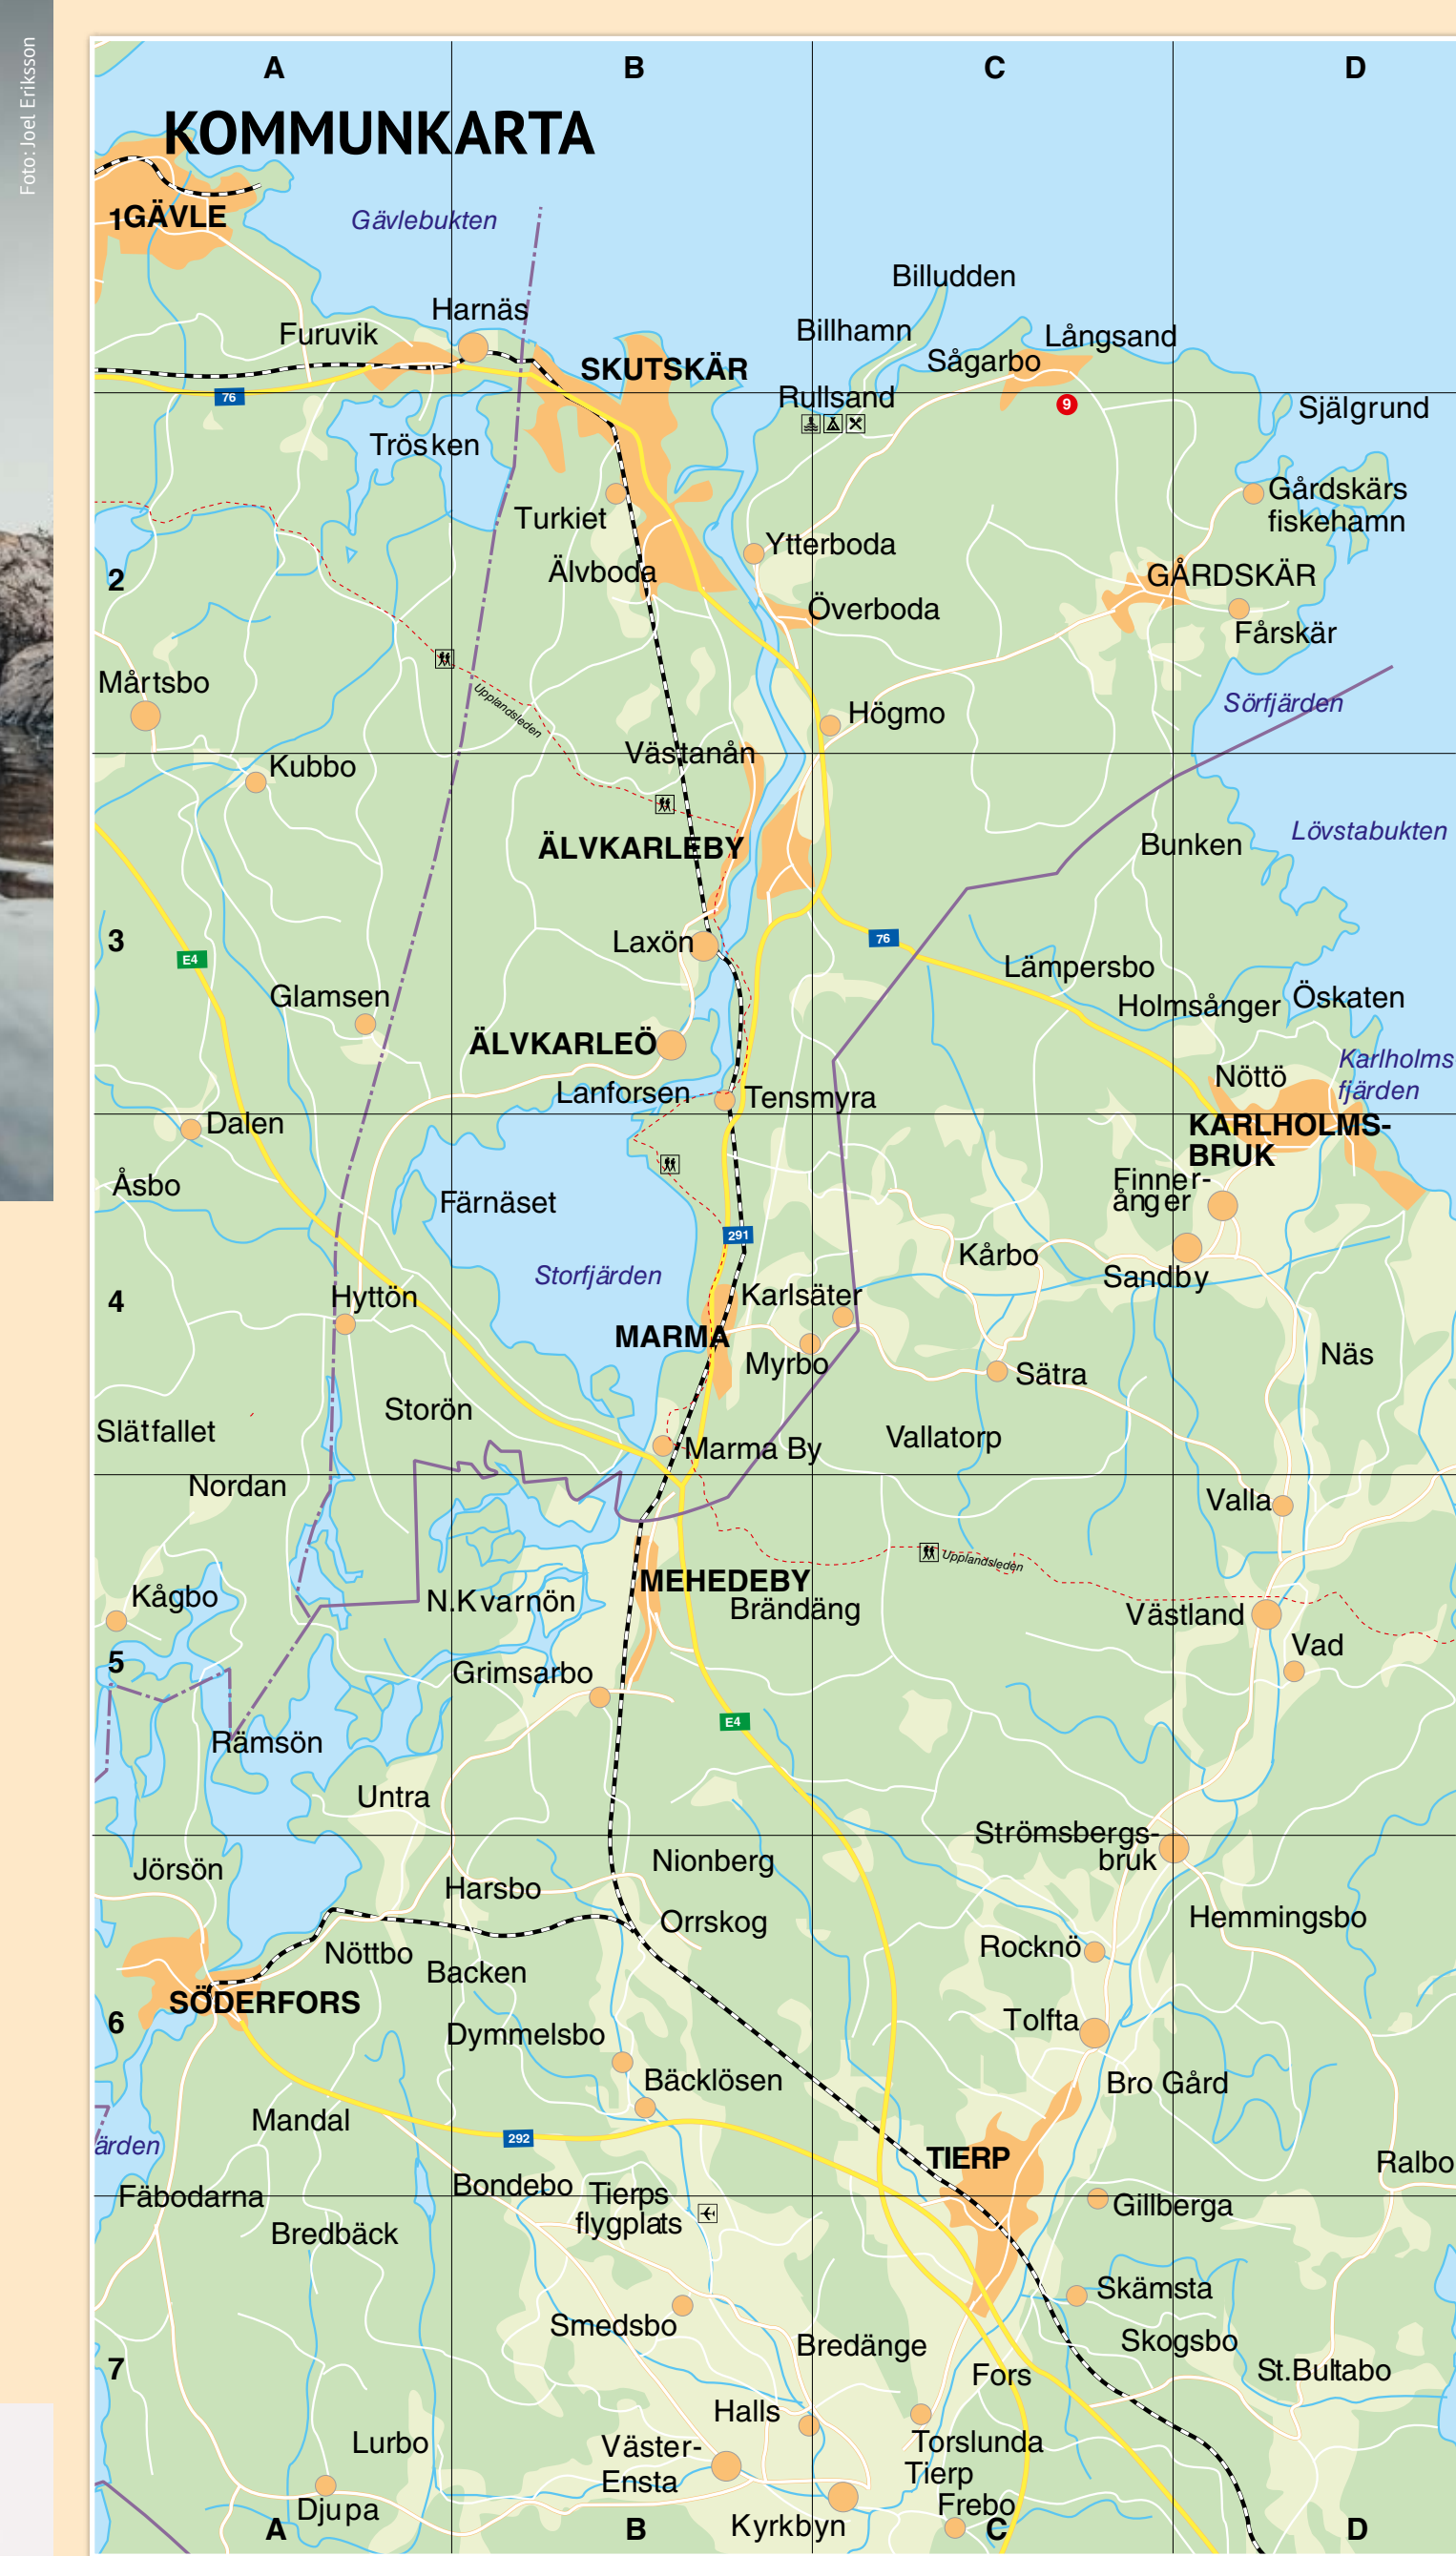 Foto: Joel Eriksson
A
B
C
D
KOMMUNKARTA
1
GÄVLE
Gävlebukten
Billudden
Harnäs
Furuvik
Billhamn
Långsand
Sågarbo
SKUTSKÄR
Rullsand
76
9
Själgrund
Trösken
Gårdskärs
fiskehamn
Turkiet
Ytterboda
Älvboda
2
GÅRDSKÄR
Överboda
Fårskär
Mårtsbo
Upplandsleden
Sörfjärden
Högmo
Västanån
Kubbo
Lövstabukten
Bunken
ÄLVKARLEBY
3
Laxön
76
E4
Lämpersbo
Glamsen
Holmsånger
Öskaten
ÄLVKARLEÖ
Karlholms
fjärden
Nöttö
Lanforsen
Tensmyra
Dalen
KARLHOLMS-
BRUK
Åsbo
Finner-
ånger
Färnäset
291
Kårbo
Storfjärden
Sandby
4
Hyttön
Karlsäter
MARMA
Myrbo
Näs
Sätra
Storön
Slätfallet
Vallatorp
Marma By
Nordan
Valla
Upplandsleden
MEHEDEBY
Kågbo
N.Kvarnön
Brändäng
Västland
5
Vad
Grimsarbo
E4
Rämsön
Untra
Strömsbergs-
bruk
Jörsön
Nionberg
Harsbo
Orrskog
Hemmingsbo
Nöttbo
Rocknö
Backen
SÖDERFORS
6
Tolfta
Dymmelsbo
Bäcklösen
Bro Gård
Mandal
292
ärden
TIERP
Ralbo
Bondebo
Fäbodarna
Tierps
flygplats
Gillberga
Bredbäck
Skämsta
Smedsbo
Skogsbo
Bredänge
7
Fors
St.Bultabo
Halls
Lurbo
Torslunda
Väster-
Ensta
Tierp
Djupa
Frebo
Kyrkbyn
A
B
C
D